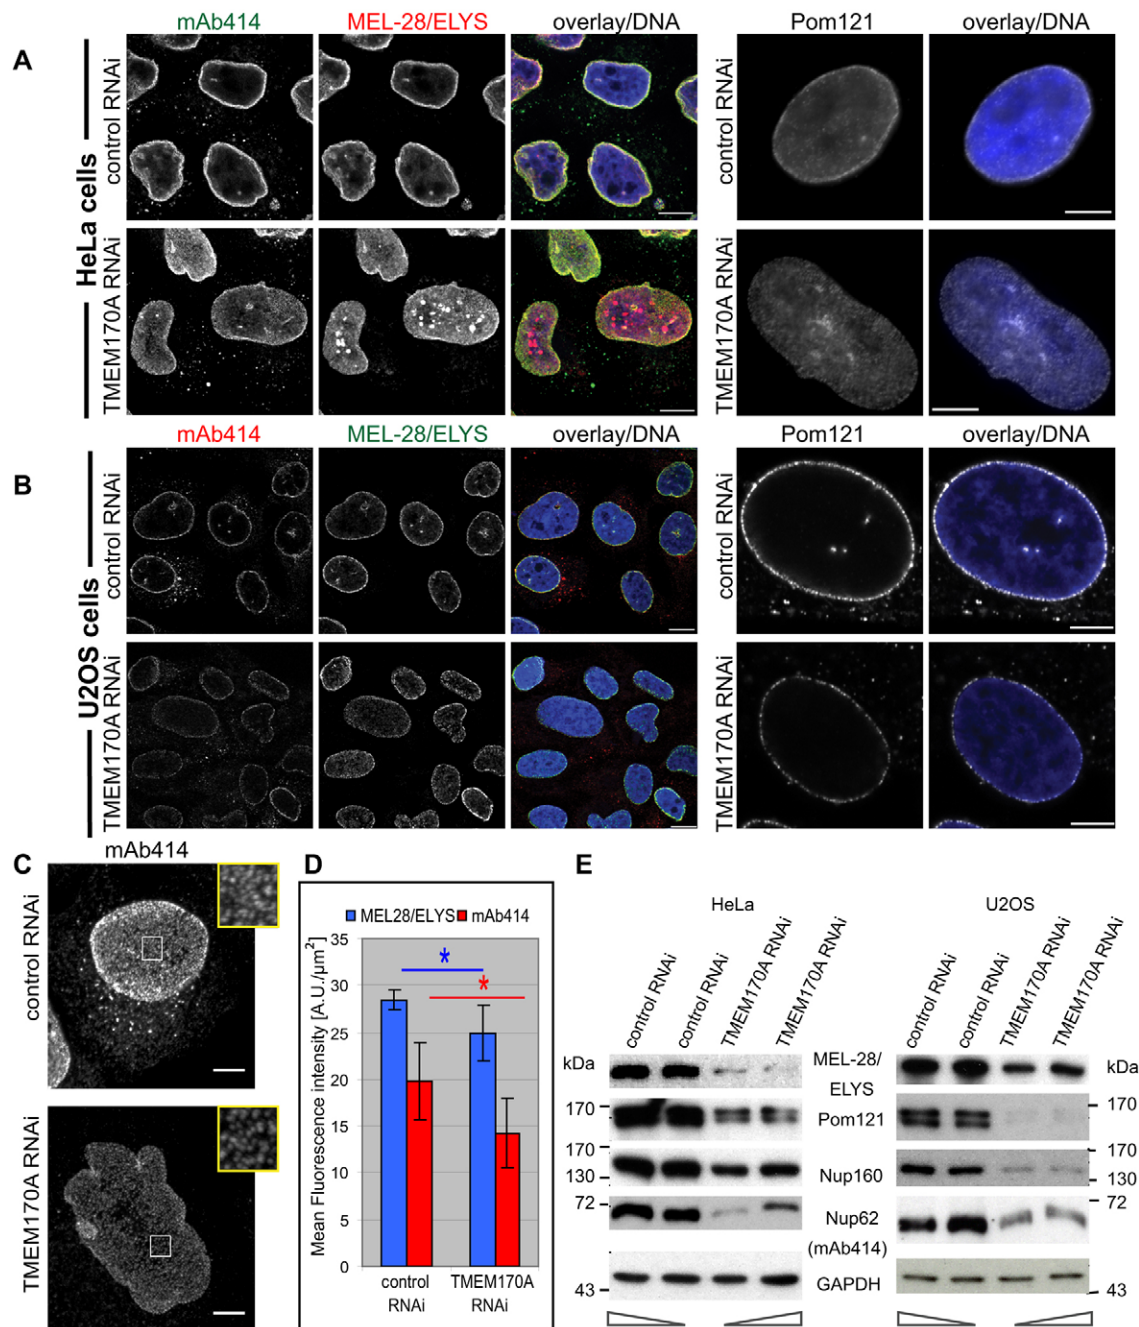 A
mAb414 MEL-28/ELYS overlay/DNA Pom121 overlay/DNA
HeLa cells
control RNAi
control RNAi
TMEM170A RNAi
TMEM170A RNAi
B
mAb414 MEL-28/ELYS overlay/DNA Pom121 overlay/DNA
U2OS cells
control RNAi
control RNAi
TMEM170A RNAi
TMEM170A RNAi
C
mAb414
control RNAi
TMEM170A RNAi
D
MEL28/ELYS mAb414
Mean Fluorescence intensity [A.U./µm²]
35
30
25
20
15
10
5
0
*
*
control RNAi
TMEM170A RNAi
E
HeLa U2OS
control RNAi
control RNAi
TMEM170A RNAi
TMEM170A RNAi
control RNAi
control RNAi
TMEM170A RNAi
TMEM170A RNAi
kDa MEL-28/ kDa
ELYS
170 Pom121 170
170 170
130 Nup160 130
72 Nup62 72
(mAb414)
43 GAPDH 43